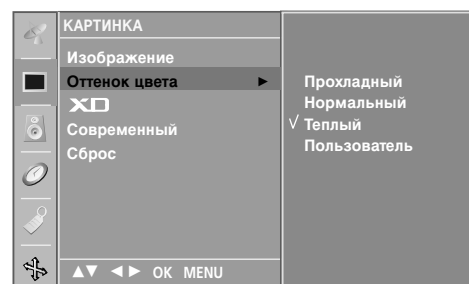 КАРТИНКА
Изображение
Оттенок цвета ►
XD
Современный
Сброс
▲▼ ◄► OK MENU
Прохладный
Нормальный
√ Теплый
Пользователь